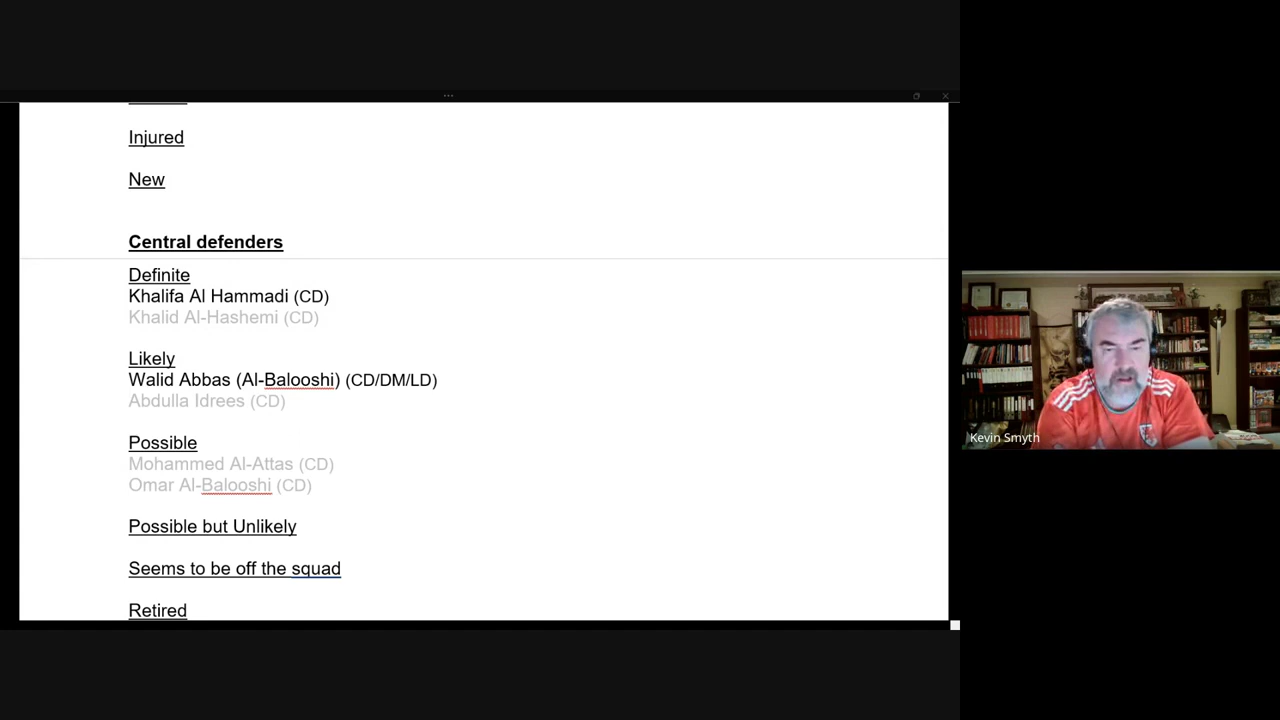 Injured
New
Central defenders
Definite
Khalifa Al Hammadi (CD)
Khalid Al-Hashemi (CD)
Likely
Walid Abbas (Al-Balooshi) (CD/DM/LD)
Abdulla Idrees (CD)
Possible
Mohammed Al-Attas (CD)
Omar Al-Balooshi (CD)
Possible but Unlikely
Seems to be off the squad
Retired
Kevin Smyth